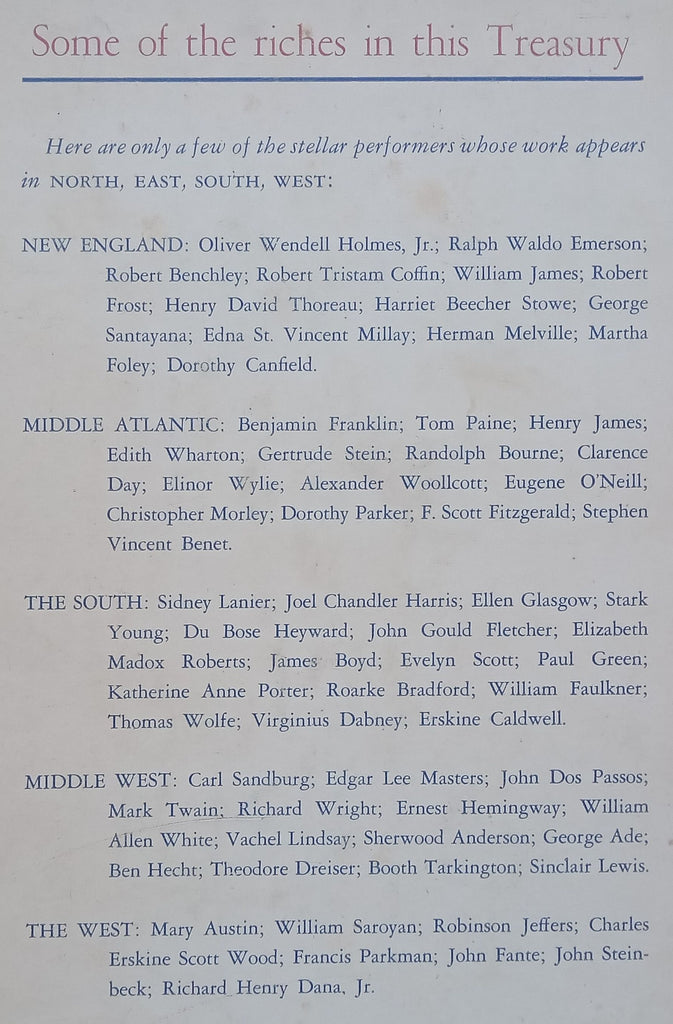 Some of the riches in this Treasury
Here are only a few of the stellar performers whose work appears
in NORTH, EAST, SOUTH, WEST:
NEW ENGLAND: Oliver Wendell Holmes, Jr.; Ralph Waldo Emerson;
Robert Benchley; Robert Tristam Coffin; William James; Robert
Frost; Henry David Thoreau; Harriet Beecher Stowe; George
Santayana; Edna St. Vincent Millay; Herman Melville; Martha
Foley; Dorothy Canfield.
MIDDLE ATLANTIC: Benjamin Franklin; Tom Paine; Henry James;
Edith Wharton; Gertrude Stein; Randolph Bourne; Clarence
Day; Elinor Wylie; Alexander Woollcott; Eugene O'Neill;
Christopher Morley; Dorothy Parker; F. Scott Fitzgerald; Stephen
Vincent Benet.
THE SOUTH: Sidney Lanier; Joel Chandler Harris; Ellen Glasgow; Stark
Young; Du Bose Heyward; John Gould Fletcher; Elizabeth
Madox Roberts; James Boyd; Evelyn Scott; Paul Green;
Katherine Anne Porter; Roarke Bradford; William Faulkner;
Thomas Wolfe; Virginius Dabney; Erskine Caldwell.
MIDDLE WEST: Carl Sandburg; Edgar Lee Masters; John Dos Passos;
Mark Twain; Richard Wright; Ernest Hemingway; William
Allen White; Vachel Lindsay; Sherwood Anderson; George Ade;
Ben Hecht; Theodore Dreiser; Booth Tarkington; Sinclair Lewis.
THE WEST: Mary Austin; William Saroyan; Robinson Jeffers; Charles
Erskine Scott Wood; Francis Parkman; John Fante; John Stein-
beck; Richard Henry Dana, Jr.